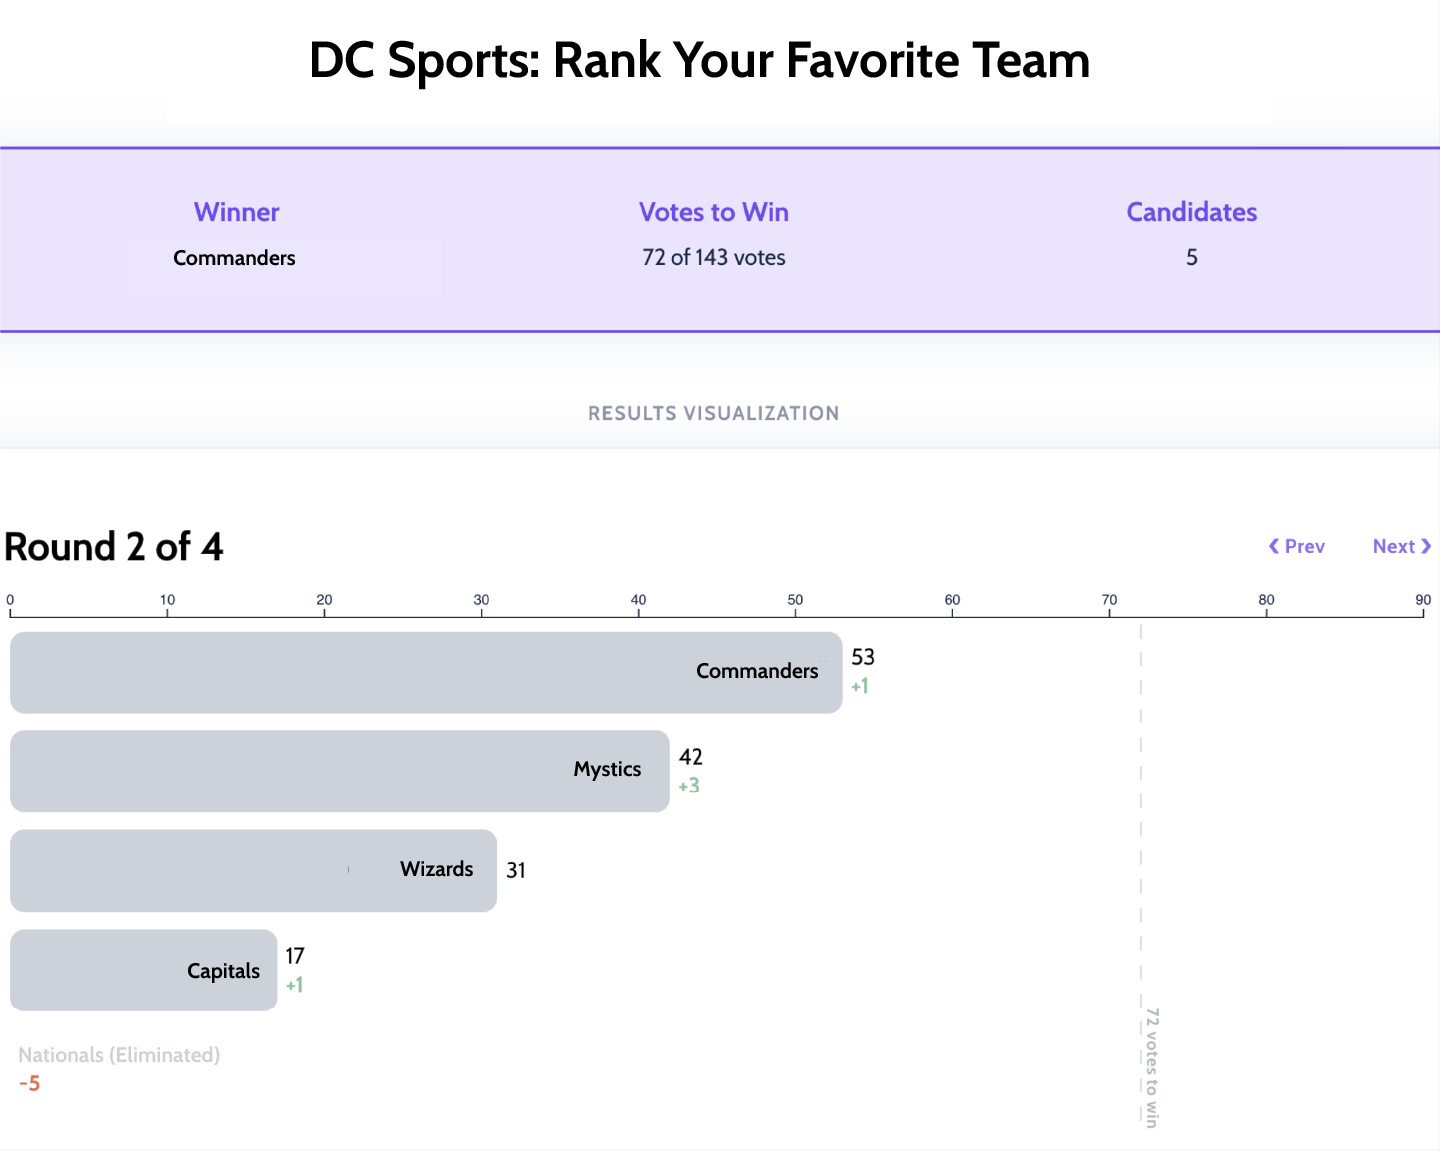 DC Sports: Rank Your Favorite Team
Winner
Commanders
Votes to Win
72 of 143 votes
Candidates
5
RESULTS VISUALIZATION
Round 2 of 4
❮ Prev
Next ❯
0 10 20 30 40 50 60 70 80 90
Commanders
53
+1
Mystics
42
+3
Wizards
31
Capitals
17
+1
Nationals (Eliminated)
-5
72 votes to win